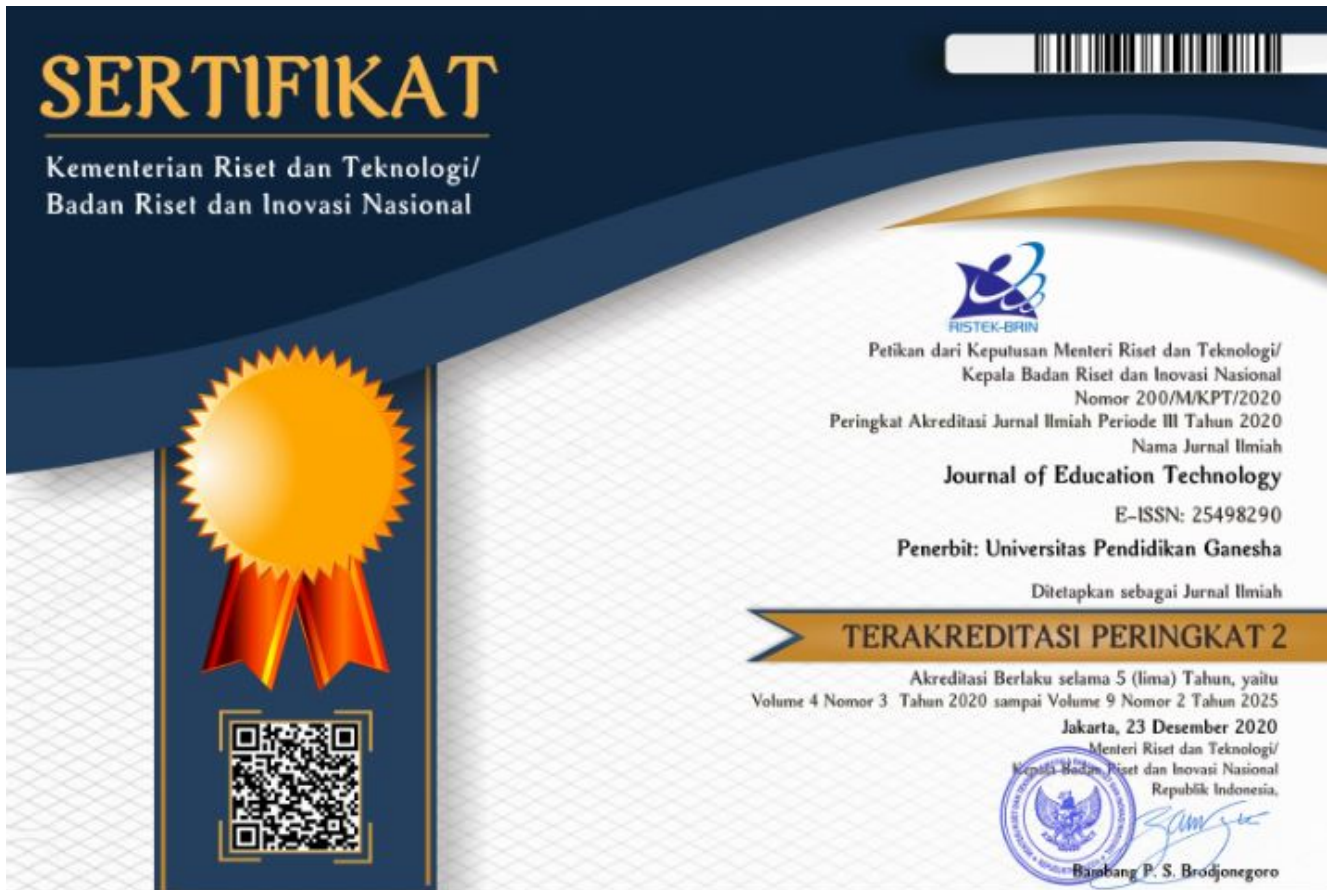 SERTIFIKAT
Kementerian Riset dan Teknologi/
Badan Riset dan Inovasi Nasional
RISTEK-BRIN
Petikan dari Keputusan Menteri Riset dan Teknologi/
Kepala Badan Riset dan Inovasi Nasional
Nomor 200/M/KPT/2020
Peringkat Akreditasi Jurnal Ilmiah Periode III Tahun 2020
Nama Jurnal Ilmiah
Journal of Education Technology
E-ISSN: 25498290
Penerbit: Universitas Pendidikan Ganesha
Ditetapkan sebagai Jurnal Ilmiah
TERAKREDITASI PERINGKAT 2
Akreditasi Berlaku selama 5 (lima) Tahun, yaitu
Volume 4 Nomor 3 Tahun 2020 sampai Volume 9 Nomor 2 Tahun 2025
Jakarta, 23 Desember 2020
Menteri Riset dan Teknologi/
Kepala Badan Riset dan Inovasi Nasional
Republik Indonesia,
Bambang P. S. Brodjonegoro